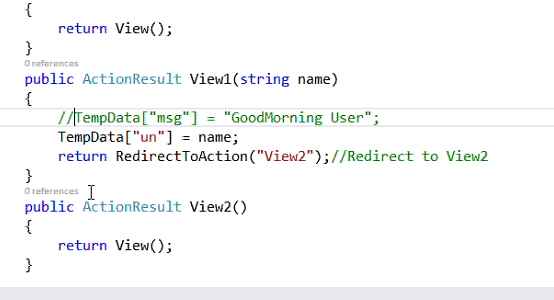 {
return View();
}
0 references
public ActionResult View1(string name)
{
//TempData["msg"] = "GoodMorning User";
TempData["un"] = name;
return RedirectToAction("View2");//Redirect to View2
}
0 references
public ActionResult View2()
{
return View();
}